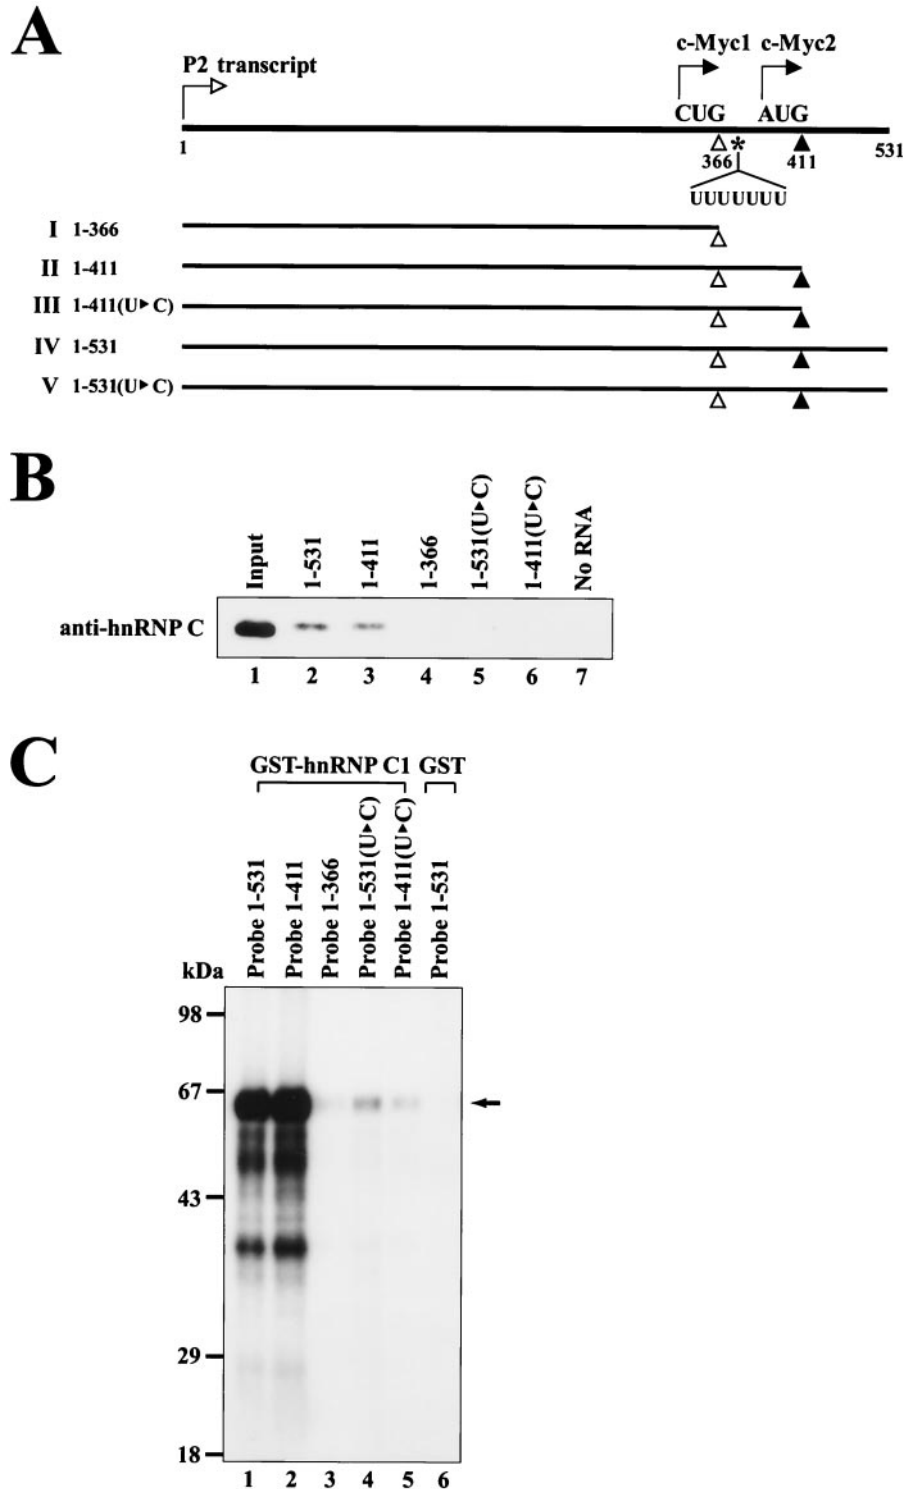 A
c-Myc1 c-Myc2
P2 transcript
CUG AUG
*
1 366 411 531
UUUUUUU
I 1-366
II 1-411
III 1-411(U▸C)
IV 1-531
V 1-531(U▸C)
B
Input
1-531
1-411
1-366
1-531(U▸C)
1-411(U▸C)
No RNA
anti-hnRNP C
1 2 3 4 5 6 7
C
GST-hnRNP C1 GST
Probe 1-531
Probe 1-411
Probe 1-366
Probe 1-531(U▸C)
Probe 1-411(U▸C)
Probe 1-531
kDa
98
67
43
29
18
1 2 3 4 5 6